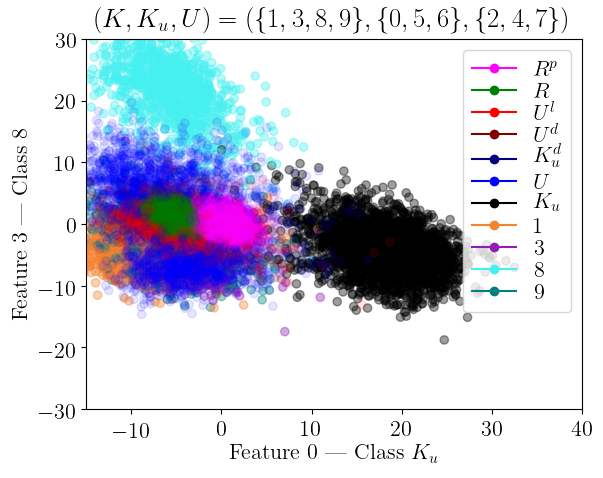 (K, K_u, U) = ({1, 3, 8, 9}, {0, 5, 6}, {2, 4, 7})
30
20
10
0
−10
−20
−30
Feature 3 — Class 8
R^p
R
U^l
U^d
K_u^d
U
K_u
1
3
8
9
−10
0
10
20
30
40
Feature 0 — Class K_u